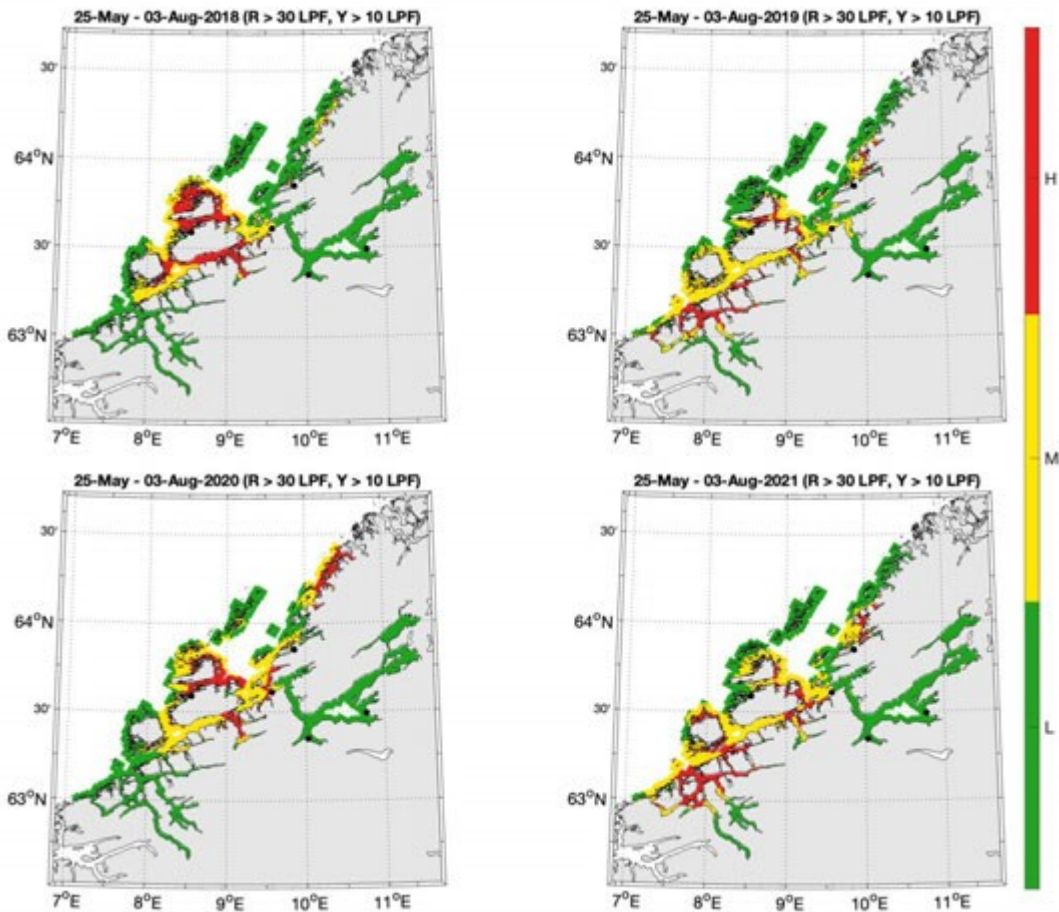 25-May - 03-Aug-2018 (R > 30 LPF, Y > 10 LPF)
30'
64°N
30'
63°N
7°E 8°E 9°E 10°E 11°E
25-May - 03-Aug-2019 (R > 30 LPF, Y > 10 LPF)
30'
64°N
30'
63°N
7°E 8°E 9°E 10°E 11°E
25-May - 03-Aug-2020 (R > 30 LPF, Y > 10 LPF)
30'
64°N
30'
63°N
7°E 8°E 9°E 10°E 11°E
25-May - 03-Aug-2021 (R > 30 LPF, Y > 10 LPF)
30'
64°N
30'
63°N
7°E 8°E 9°E 10°E 11°E
H
M
L